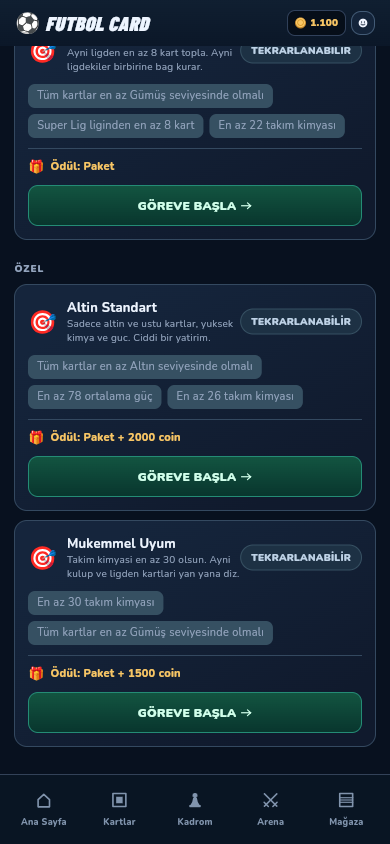 FUTBOL CARD
1.100
Ayni ligden en az 8 kart topla. Ayni
ligdekiler birbirine bag kurar.
TEKRARLANABİLİR
Tüm kartlar en az Gümüş seviyesinde olmalı
Super Lig liginden en az 8 kart
En az 22 takım kimyası
Ödül: Paket
GÖREVE BAŞLA →
ÖZEL
Altin Standart
Sadece altin ve ustu kartlar, yuksek
kimya ve guc. Ciddi bir yatirim.
TEKRARLANABİLİR
Tüm kartlar en az Altın seviyesinde olmalı
En az 78 ortalama güç
En az 26 takım kimyası
Ödül: Paket + 2000 coin
GÖREVE BAŞLA →
Mukemmel Uyum
Takim kimyasi en az 30 olsun. Ayni
kulup ve ligden kartlari yan yana diz.
TEKRARLANABİLİR
En az 30 takım kimyası
Tüm kartlar en az Gümüş seviyesinde olmalı
Ödül: Paket + 1500 coin
GÖREVE BAŞLA →
Ana Sayfa
Kartlar
Kadrom
Arena
Mağaza